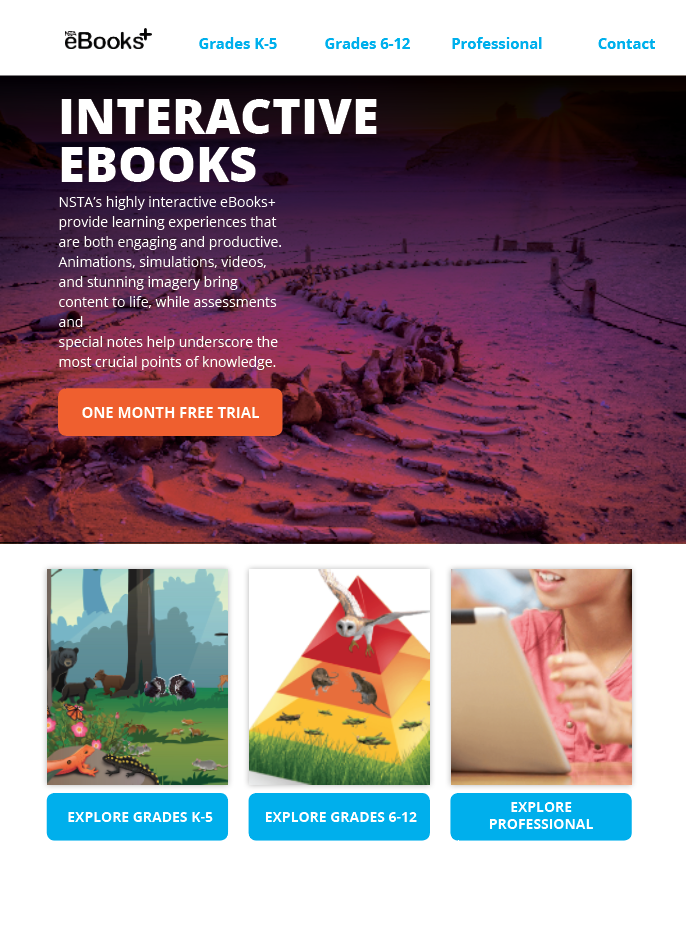 NSTA
eBooks+
Grades K-5
Grades 6-12
Professional
Contact
INTERACTIVE
EBOOKS
NSTA's highly interactive eBooks+
provide learning experiences that
are both engaging and productive.
Animations, simulations, videos,
and stunning imagery bring
content to life, while assessments
and
special notes help underscore the
most crucial points of knowledge.
ONE MONTH FREE TRIAL
EXPLORE GRADES K-5
EXPLORE GRADES 6-12
EXPLORE
PROFESSIONAL